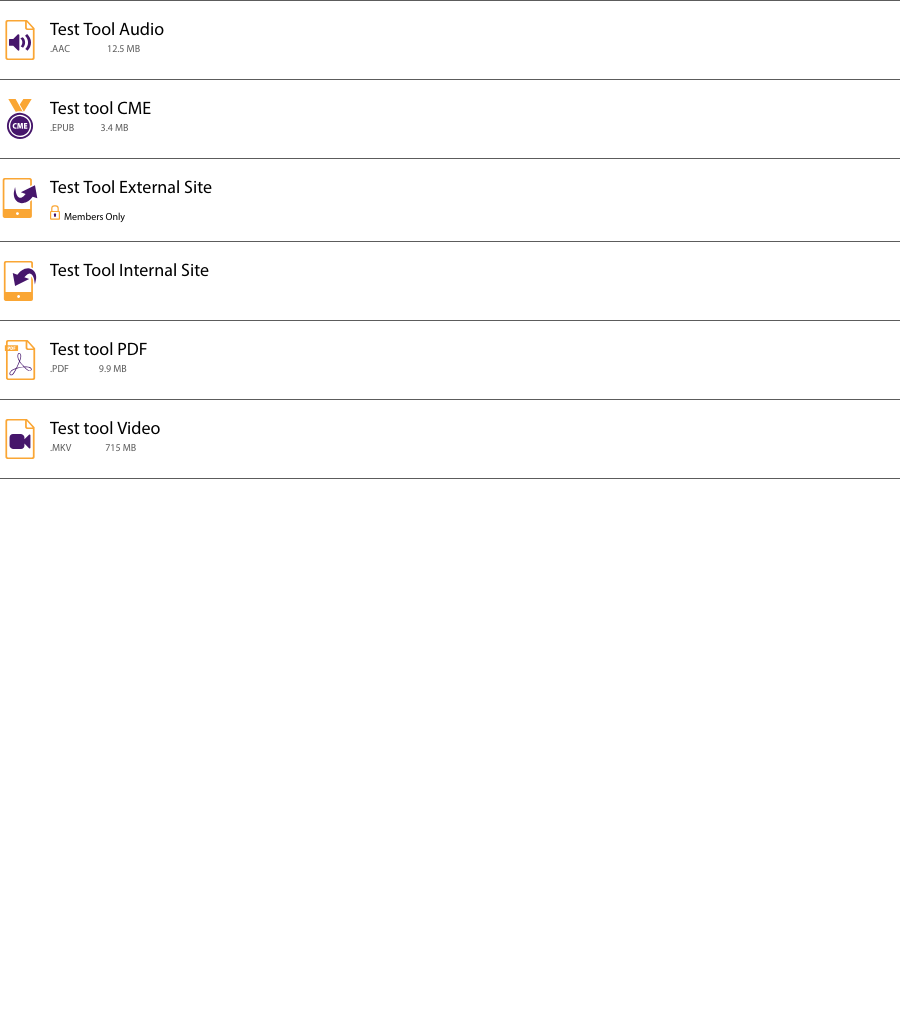 Test Tool Audio
.AAC 12.5 MB
Test tool CME
CME
.EPUB 3.4 MB
Test Tool External Site
Members Only
Test Tool Internal Site
Test tool PDF
PDF
.PDF 9.9 MB
Test tool Video
.MKV 715 MB